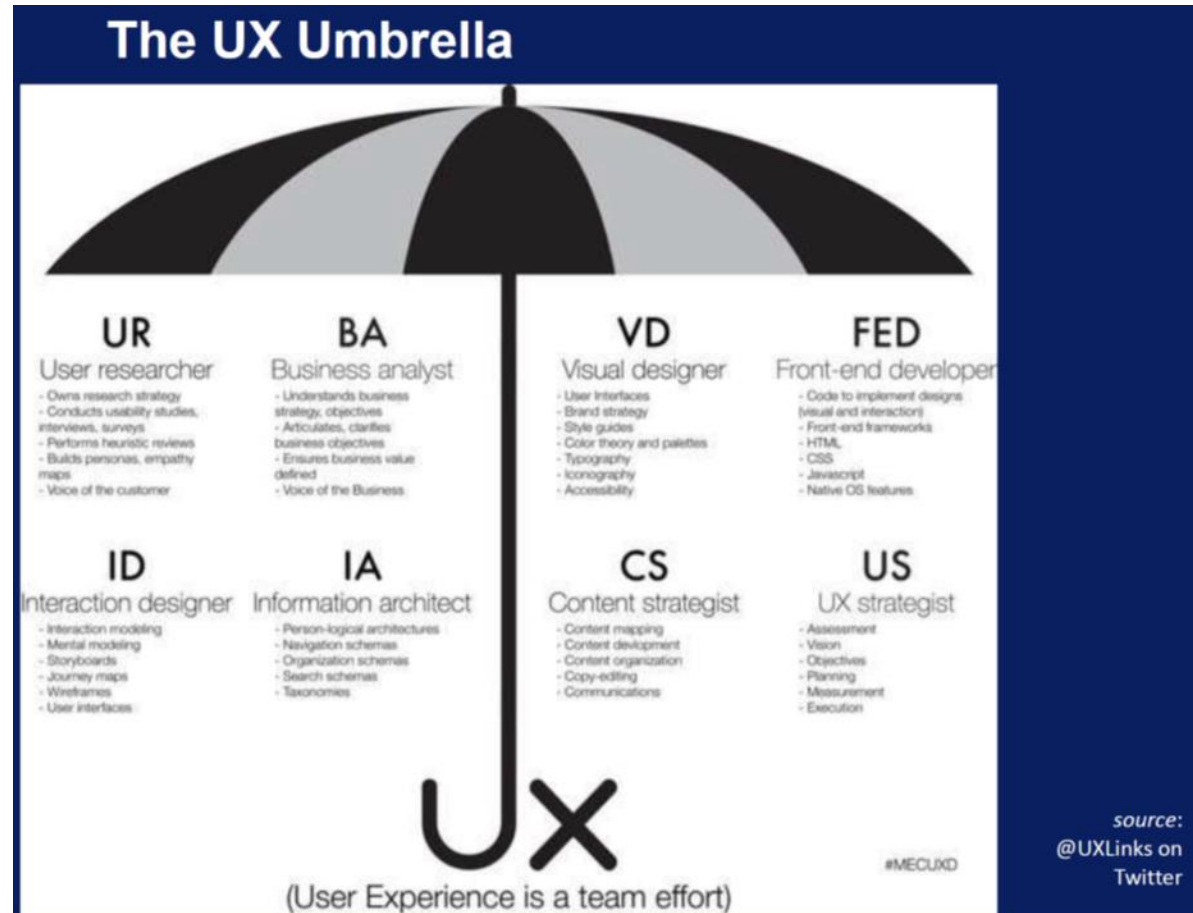 The UX Umbrella
UR
User researcher
- Owns research strategy
- Conducts usability studies,
interviews, surveys
- Performs heuristic reviews
- Builds personas, empathy
maps
- Voice of the customer
BA
Business analyst
- Understands business
strategy, objectives
- Articulates, clarifies
business objectives
- Ensures business value
defined
- Voice of the Business
VD
Visual designer
- User Interfaces
- Brand strategy
- Style guides
- Color theory and palettes
- Typography
- Iconography
- Accessibility
FED
Front-end developer
- Code to implement designs
(visual and interaction)
- Front-end frameworks
- HTML
- CSS
- Javascript
- Native OS features
ID
Interaction designer
- Interaction modeling
- Mental modeling
- Storyboards
- Journey maps
- Wireframes
- User interfaces
IA
Information architect
- Person-logical architectures
- Navigation schemas
- Organization schemas
- Search schemas
- Taxonomies
CS
Content strategist
- Content mapping
- Content devlopment
- Content organization
- Copy-editing
- Communications
US
UX strategist
- Assessment
- Vision
- Objectives
- Planning
- Measurement
- Execution
UX
(User Experience is a team effort)
#MECUXD
source:
@UXLinks on
Twitter